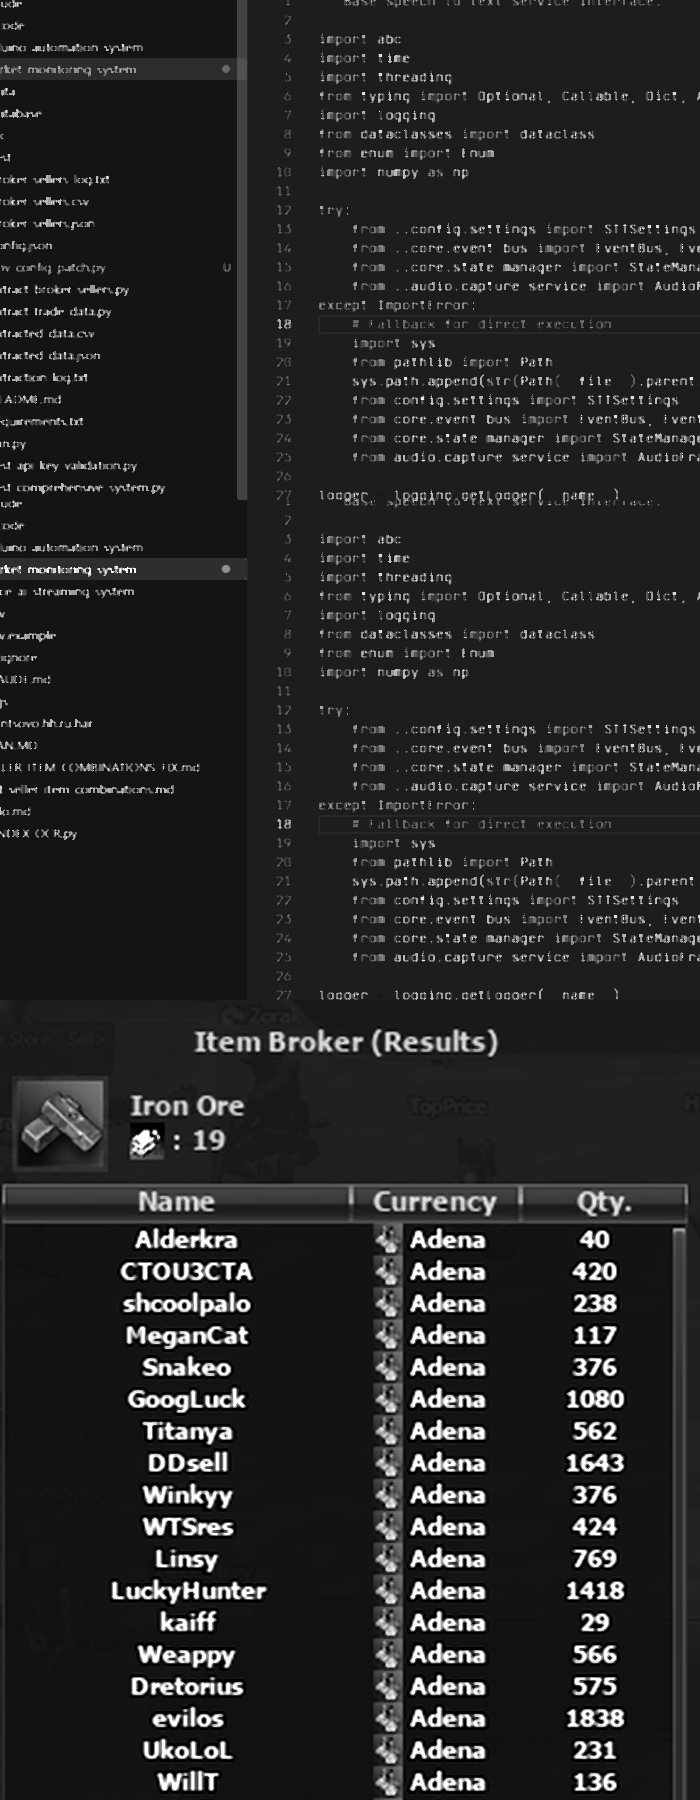 Base speech to text service interface.
ode
uino automation system
rket monitoring system
ata
atabase
oker sellers log.txt
oker sellers.csv
oker sellers.json
onfig.json
nv config patch.py U
tract broker sellers.py
tract trade data.py
tracted data.csv
tracted data.json
traction log.txt
EADME.md
equirements.txt
un.py
est api key validation.py
est comprehensive system.py
2
3 import abc
4 import time
5 import threading
6 from typing import Optional, Callable, Dict, A
7 import logging
8 from dataclasses import dataclass
9 from enum import Enum
10 import numpy as np
11
12 try:
13 from ..config.settings import STTSettings
14 from ..core.event bus import EventBus, Eve
15 from ..core.state manager import StateMana
16 from ..audio.capture service import AudioF
17 except ImportError:
18 # Fallback for direct execution
19 import sys
20 from pathlib import Path
21 sys.path.append(str(Path( file ).parent
22 from config.settings import STTSettings
23 from core.event bus import EventBus, Event
24 from core.state manager import StateManage
25 from audio.capture service import AudioFra
26
27 logger logging.getLogger( name )
ude
ode
uino automation system
rket monitoring system
ce ai streaming system
v
v.example
ignore
AUDE.md
js
ntsovo.hh.ru.har
AN.MD
LLER ITEM COMBINATIONS FIX.md
t seller item combinations.md
do.md
NDEX OCR.py
Base speech to text service interface.
2
3 import abc
4 import time
5 import threading
6 from typing import Optional, Callable, Dict, A
7 import logging
8 from dataclasses import dataclass
9 from enum import Enum
10 import numpy as np
11
12 try:
13 from ..config.settings import STTSettings
14 from ..core.event bus import EventBus, Eve
15 from ..core.state manager import StateMana
16 from ..audio.capture service import AudioF
17 except ImportError:
18 # Fallback for direct execution
19 import sys
20 from pathlib import Path
21 sys.path.append(str(Path( file ).parent
22 from config.settings import STTSettings
23 from core.event bus import EventBus, Event
24 from core.state manager import StateManage
25 from audio.capture service import AudioFra
26
27 logger logging.getLogger( name )
Item Broker (Results)
Iron Ore
: 19
TopPrice
Name Currency Qty.
Alderkra Adena 40
CTOU3CTA Adena 420
shcoolpalo Adena 238
MeganCat Adena 117
Snakeo Adena 376
GoogLuck Adena 1080
Titanya Adena 562
DDsell Adena 1643
Winkyy Adena 376
WTSres Adena 424
Linsy Adena 769
LuckyHunter Adena 1418
kaiff Adena 29
Weappy Adena 566
Dretorius Adena 575
evilos Adena 1838
UkoLoL Adena 231
WillT Adena 136